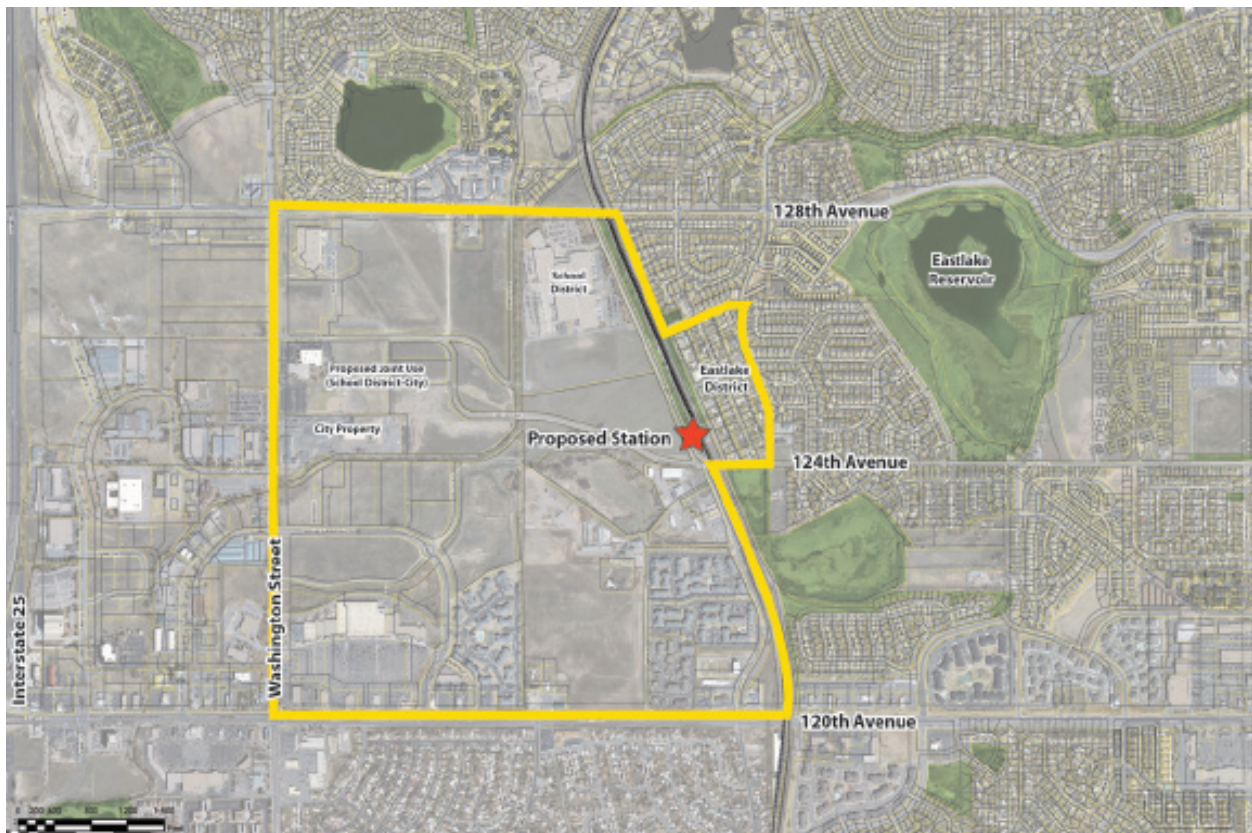 128th Avenue
School
District
Eastlake
Reservoir
Proposed Joint Use
(School District-City)
Eastlake
District
City Property
Proposed Station
124th Avenue
Washington Street
Interstate 25
120th Avenue
Feet